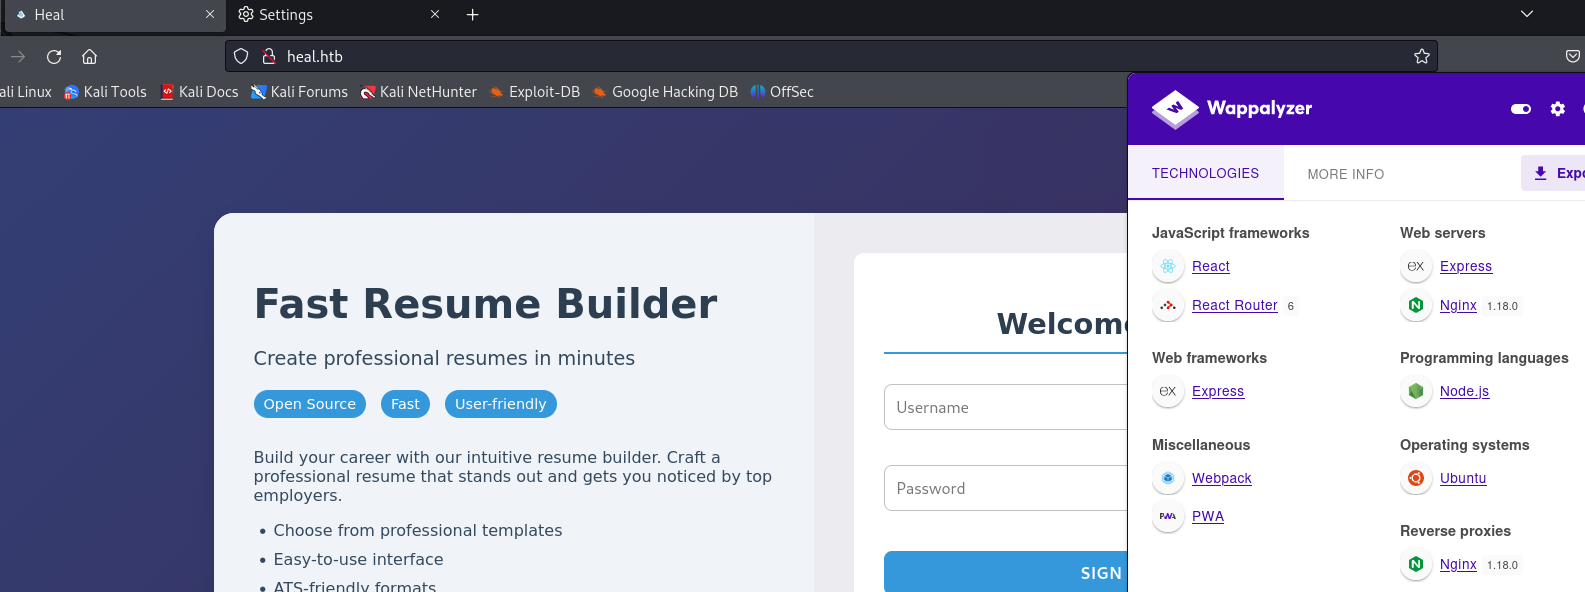 Heal
Settings
heal.htb
ali Linux Kali Tools Kali Docs Kali Forums Kali NetHunter Exploit-DB Google Hacking DB OffSec
Wappalyzer
TECHNOLOGIES MORE INFO Expo
Fast Resume Builder
Create professional resumes in minutes
Open Source Fast User-friendly
Build your career with our intuitive resume builder. Craft a
professional resume that stands out and gets you noticed by top
employers.
• Choose from professional templates
• Easy-to-use interface
• ATS-friendly formats
Welcome
Username
Password
SIGN
JavaScript frameworks
React
React Router 6
Web frameworks
ex Express
Miscellaneous
Webpack
PWA PWA
Web servers
ex Express
Nginx 1.18.0
Programming languages
Node.js
Operating systems
Ubuntu
Reverse proxies
Nginx 1.18.0